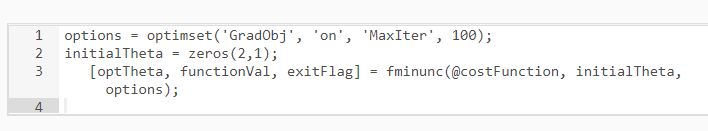 1 options = optimset('GradObj', 'on', 'MaxIter', 100);
2 initialTheta = zeros(2,1);
3 [optTheta, functionVal, exitFlag] = fminunc(@costFunction, initialTheta,
options);
4